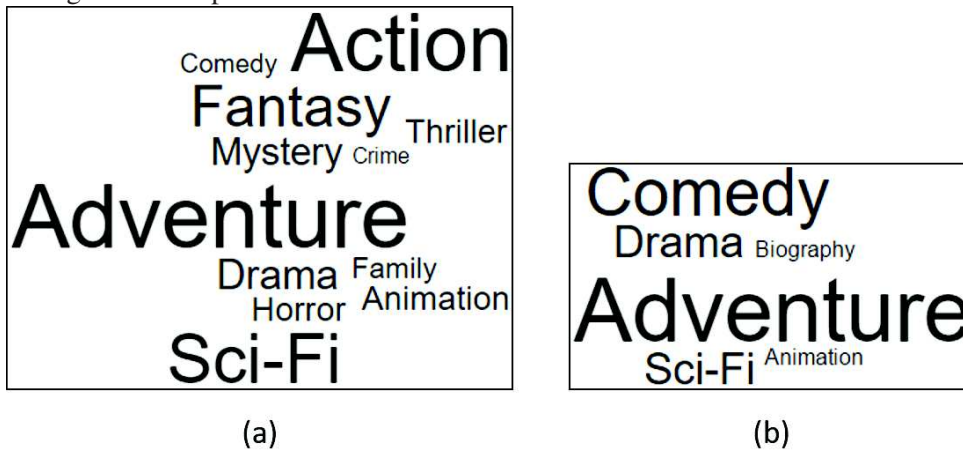 Action
Comedy
Fantasy
Thriller
Mystery Crime
Adventure
Drama Family
Horror Animation
Sci-Fi
(a)
Comedy
Drama Biography
Adventure
Sci-Fi Animation
(b)